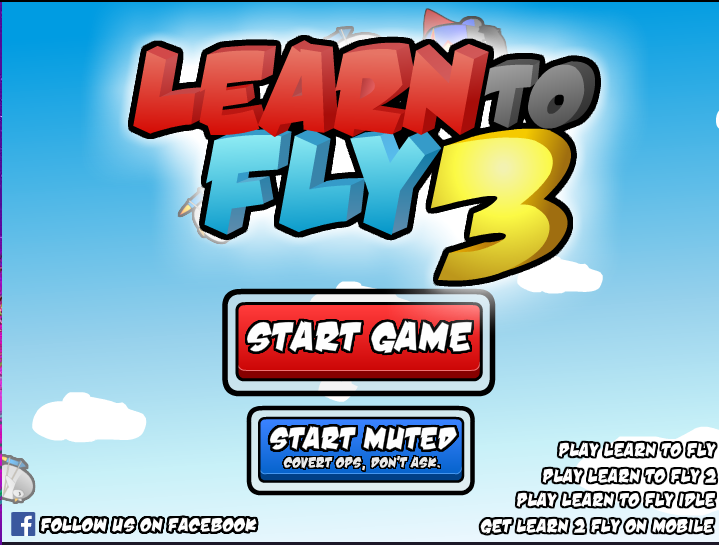 LEARN TO
FLY 3
START GAME
START MUTED
COVERT OPS, DON'T ASK.
PLAY LEARN TO FLY
PLAY LEARN TO FLY 2
PLAY LEARN TO FLY IDLE
GET LEARN 2 FLY ON MOBILE
f FOLLOW US ON FACEBOOK